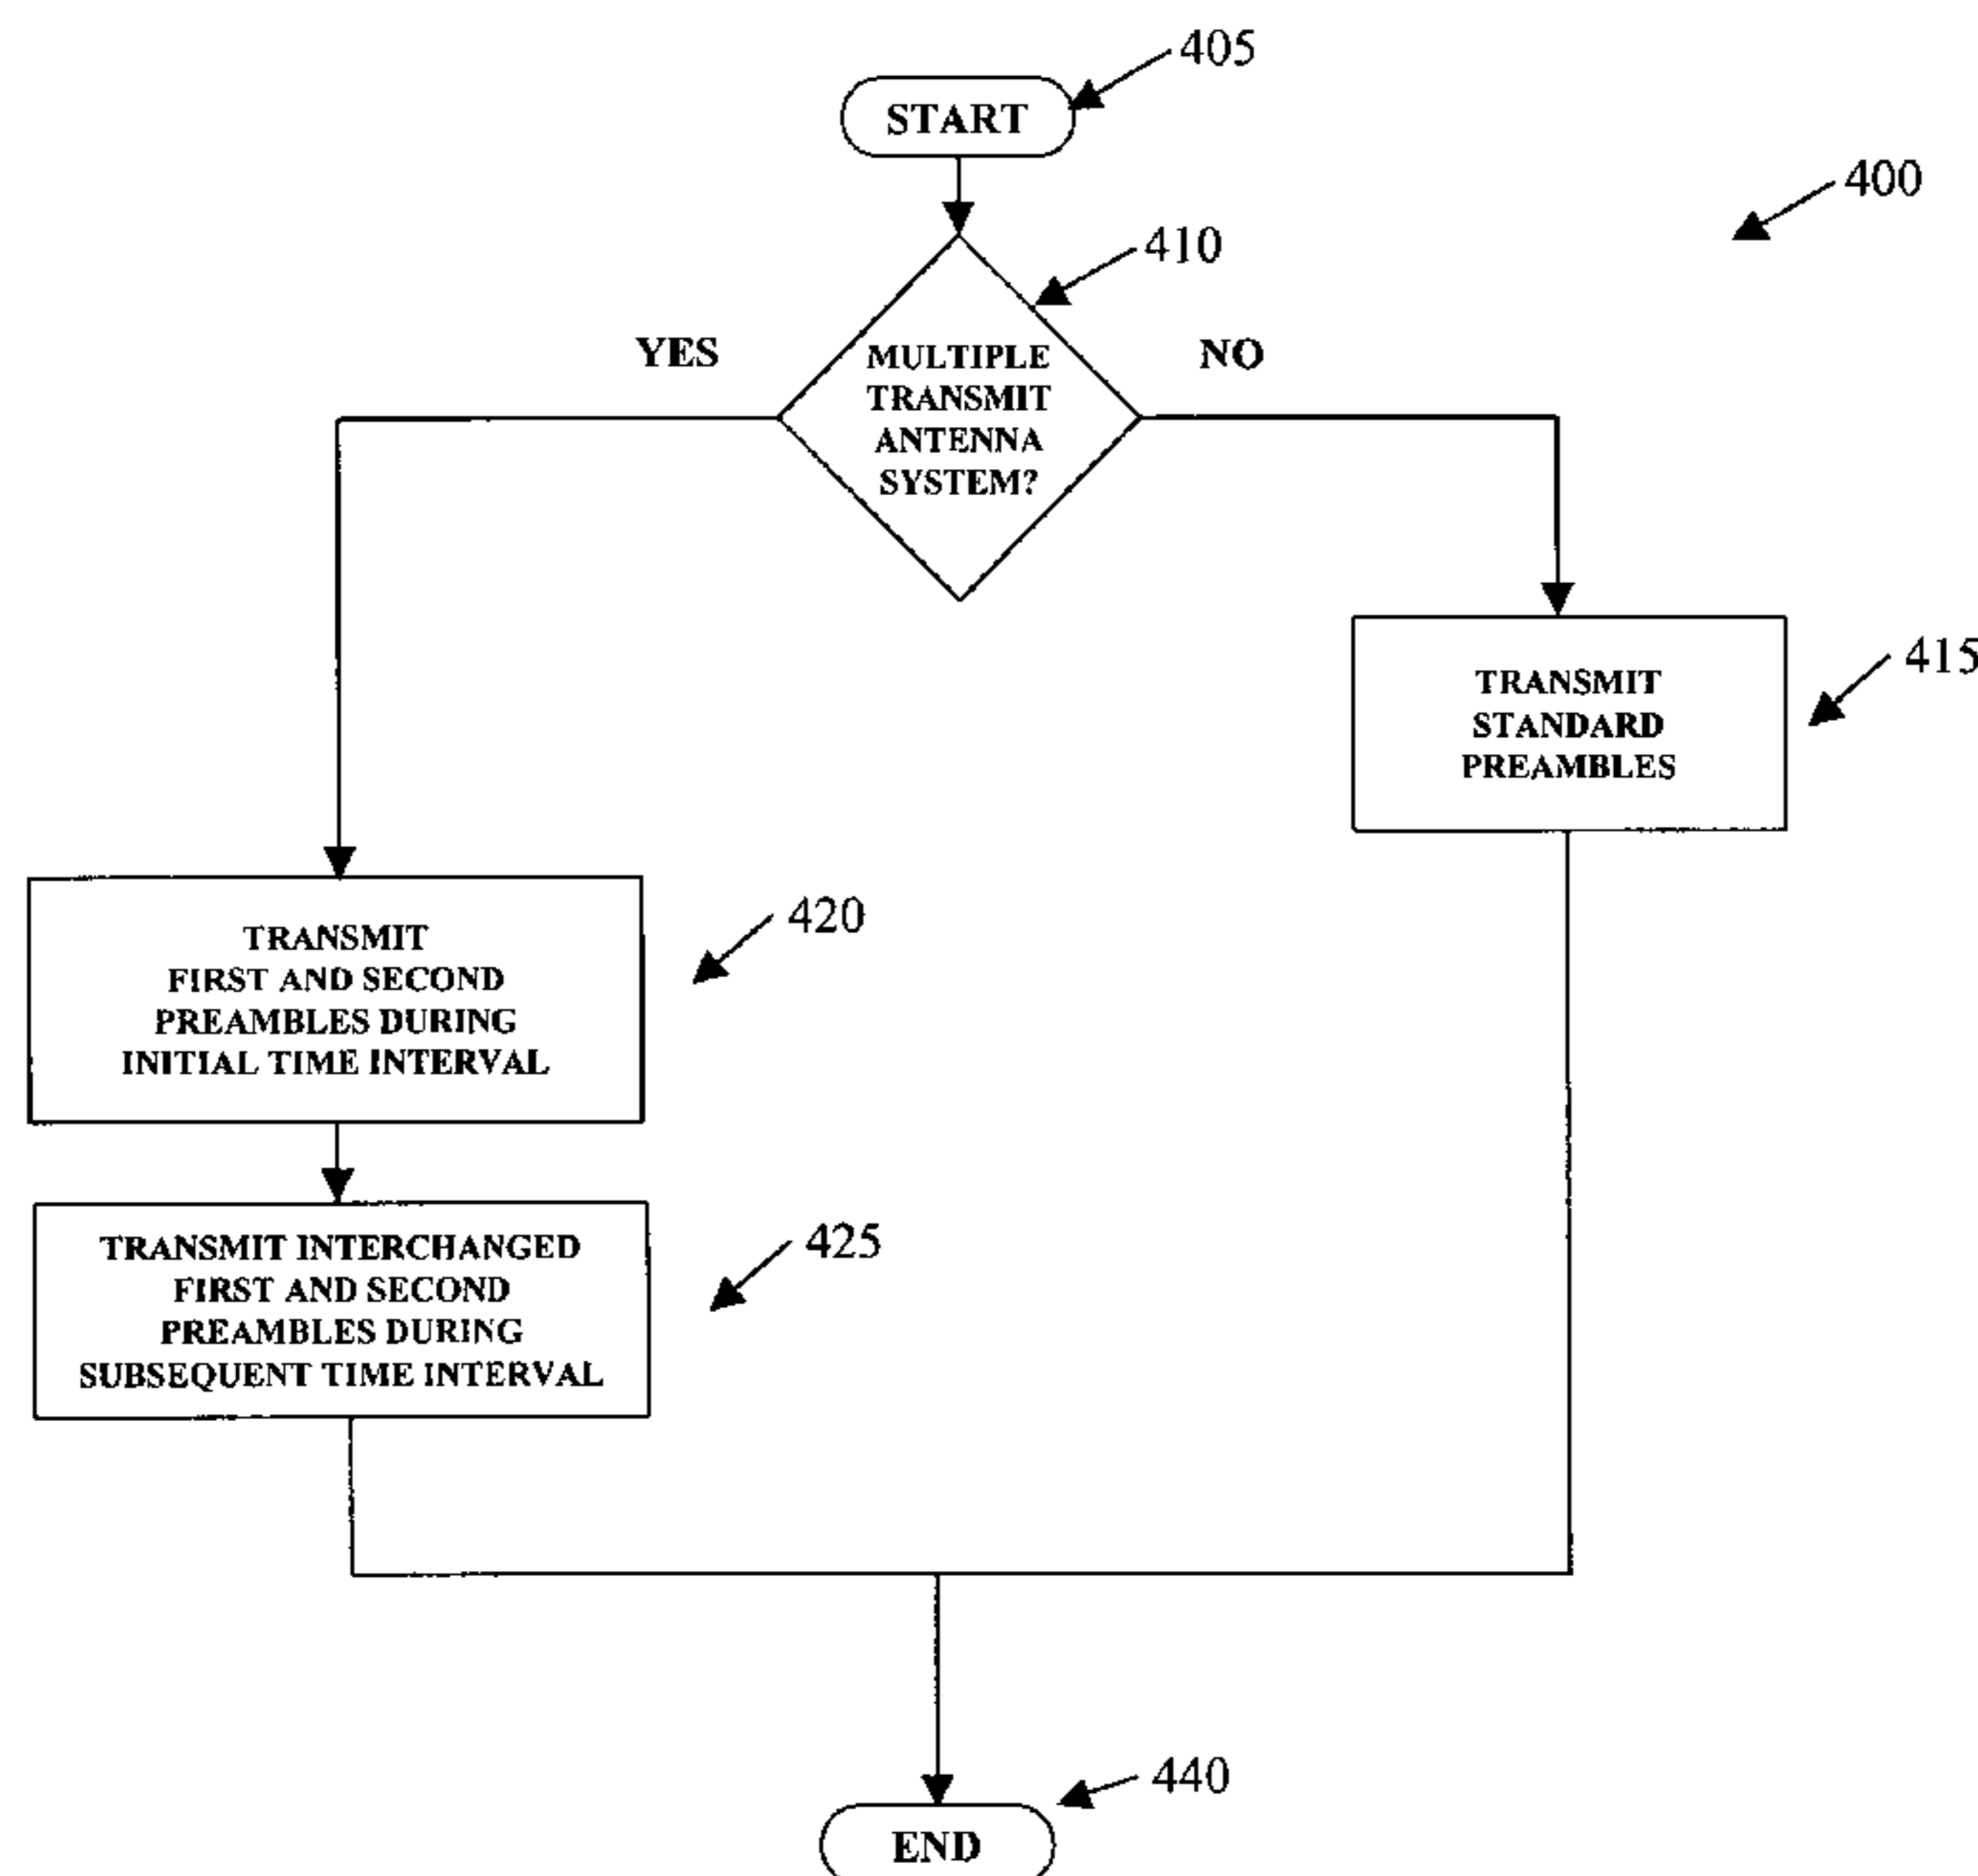 405
START
400
410
YES
MULTIPLE
TRANSMIT
ANTENNA
SYSTEM?
NO
415
TRANSMIT
STANDARD
PREAMBLES
420
TRANSMIT
FIRST AND SECOND
PREAMBLES DURING
INITIAL TIME INTERVAL
425
TRANSMIT INTERCHANGED
FIRST AND SECOND
PREAMBLES DURING
SUBSEQUENT TIME INTERVAL
440
END